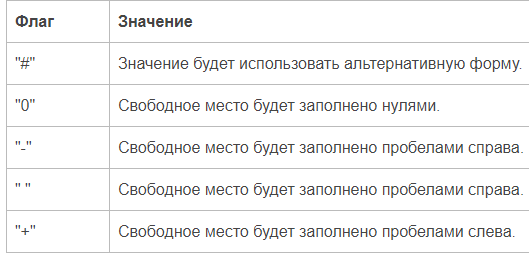 Флаг Значение
"#" Значение будет использовать альтернативную форму.
"0" Свободное место будет заполнено нулями.
"-" Свободное место будет заполнено пробелами справа.
" " Свободное место будет заполнено пробелами справа.
"+" Свободное место будет заполнено пробелами слева.